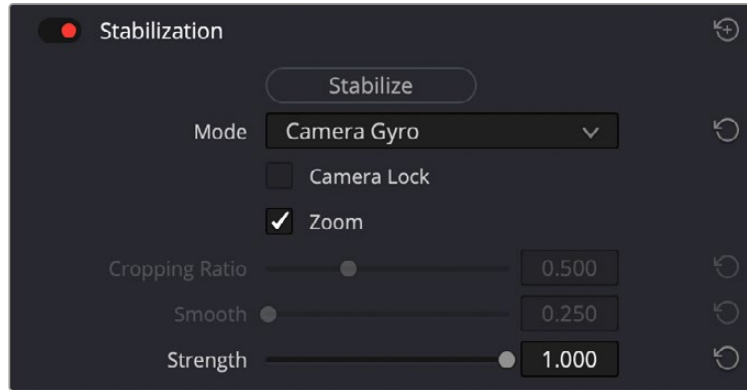 Stabilization
Stabilize
Mode Camera Gyro
Camera Lock
Zoom
Cropping Ratio 0.500
Smooth 0.250
Strength 1.000